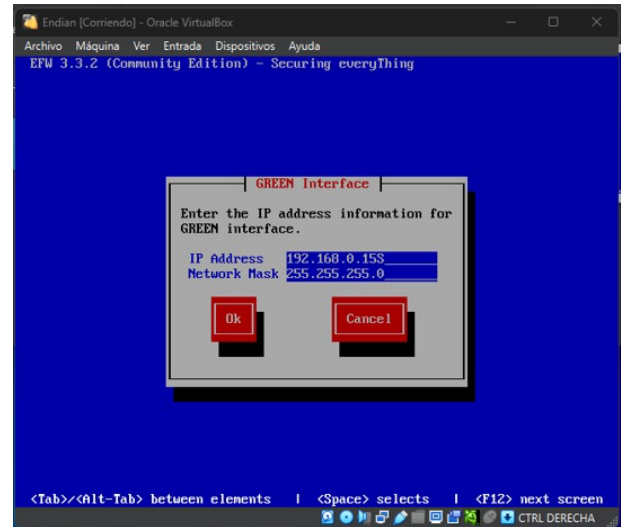 Endian [Corriendo] - Oracle VirtualBox
Archivo Máquina Ver Entrada Dispositivos Ayuda
EFW 3.3.2 (Community Edition) - Securing everyThing
GREEN Interface
Enter the IP address information for
GREEN interface.
IP Address 192.168.0.15S_______
Network Mask 255.255.255.0_______
Ok Cancel
<Tab>/<Alt-Tab> between elements | <Space> selects | <F12> next screen
CTRL DERECHA